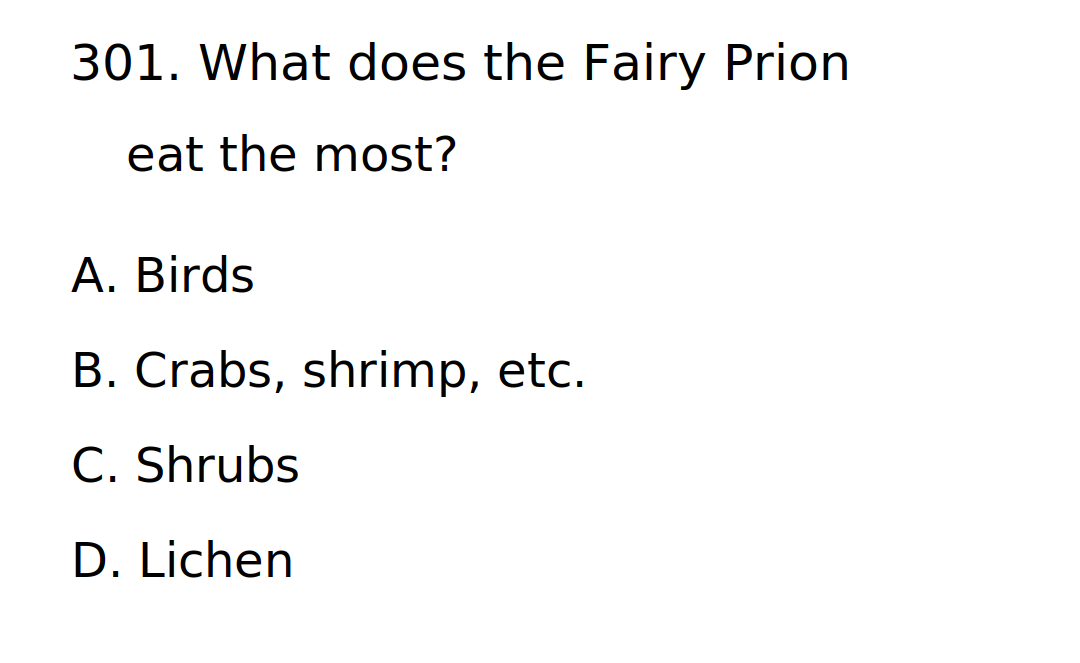 301. What does the Fairy Prion
eat the most?
A. Birds
B. Crabs, shrimp, etc.
C. Shrubs
D. Lichen